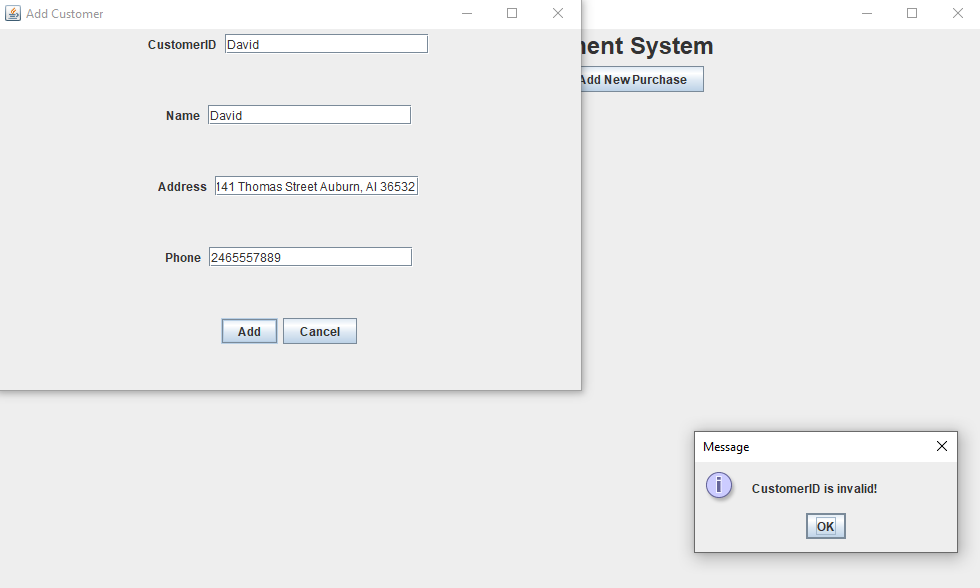 Add Customer
CustomerID David
ment System
Add New Purchase
Name David
Address 141 Thomas Street Auburn, Al 36532
Phone 2465557889
Add Cancel
Message
CustomerID is invalid!
OK